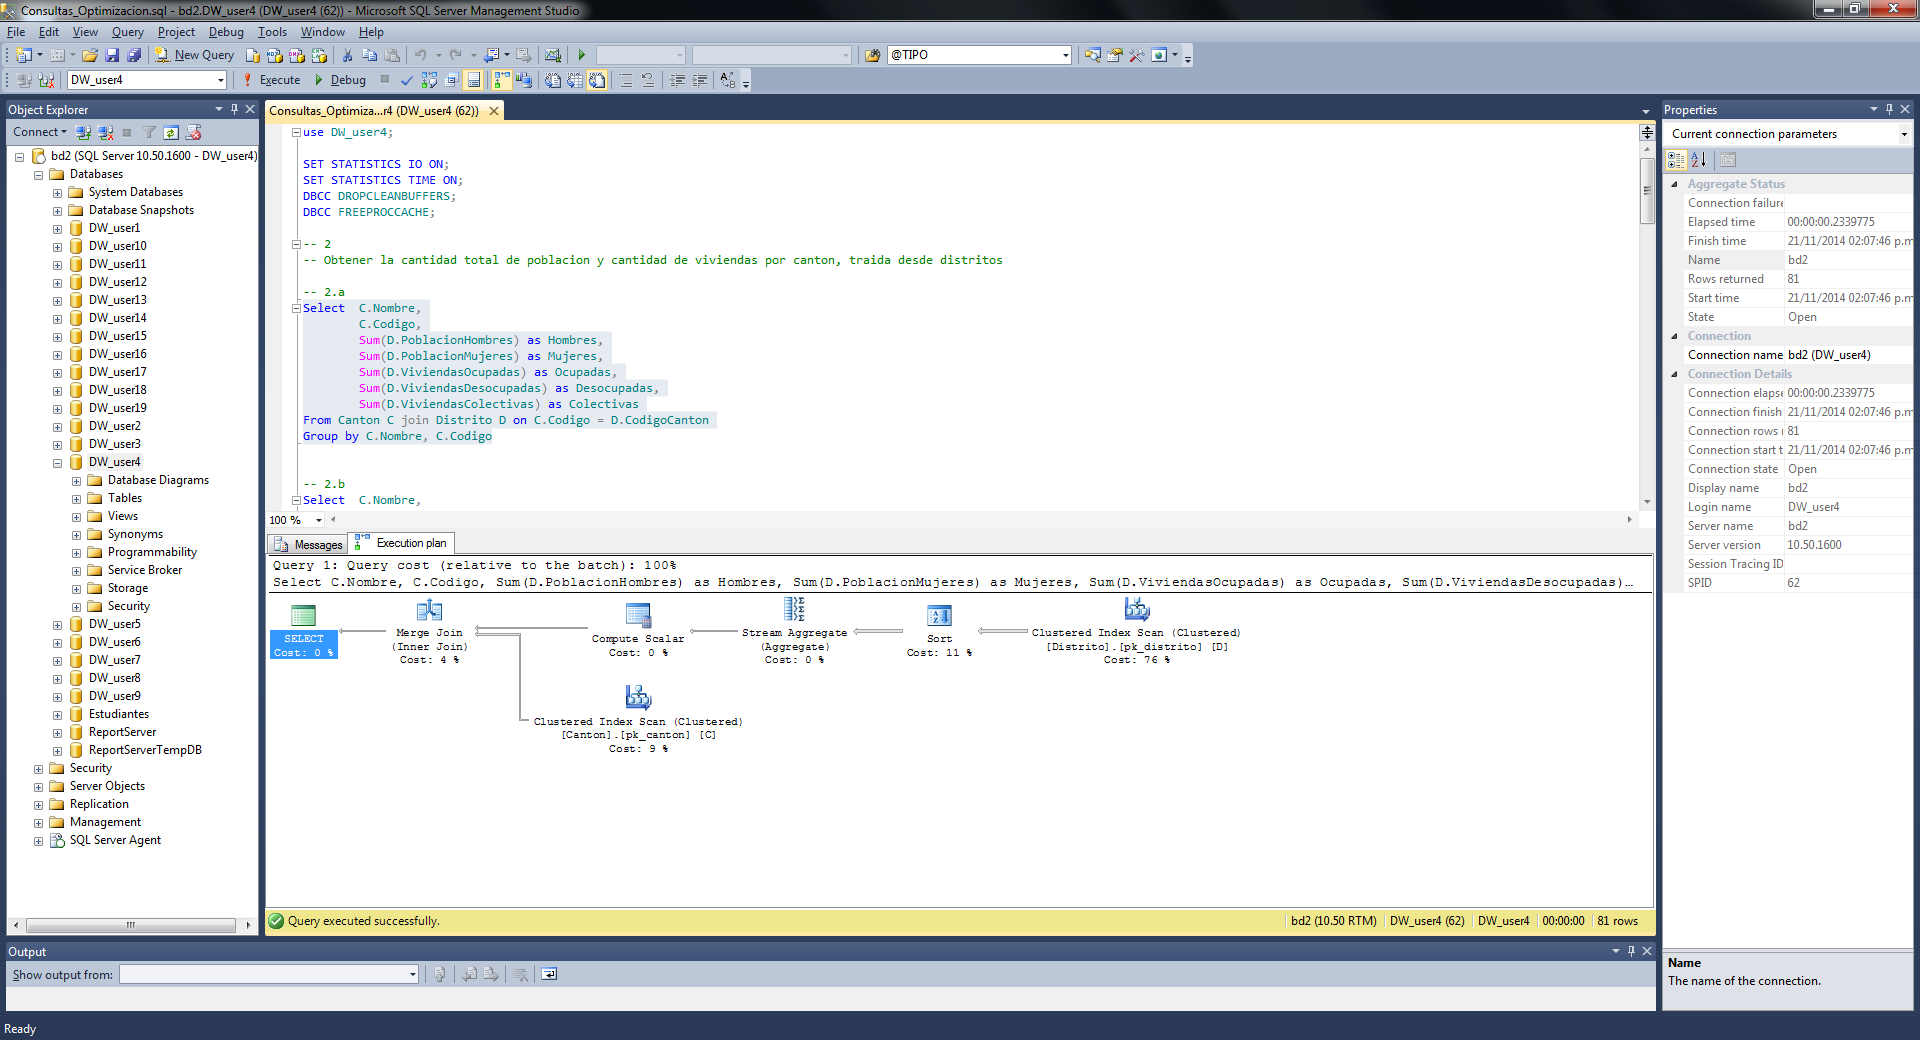 Consultas_Optimizacion.sql - bd2.DW_user4 (DW_user4 (62)) - Microsoft SQL Server Management Studio
File Edit View Query Project Debug Tools Window Help
New Query @TIPO
DW_user4 Execute Debug
Object Explorer
Connect
bd2 (SQL Server 10.50.1600 - DW_user4)
Databases
System Databases
Database Snapshots
DW_user1
DW_user10
DW_user11
DW_user12
DW_user13
DW_user14
DW_user15
DW_user16
DW_user17
DW_user18
DW_user19
DW_user2
DW_user3
DW_user4
Database Diagrams
Tables
Views
Synonyms
Programmability
Service Broker
Storage
Security
DW_user5
DW_user6
DW_user7
DW_user8
DW_user9
Estudiantes
ReportServer
ReportServerTempDB
Security
Server Objects
Replication
Management
SQL Server Agent
Consultas_Optimiza...r4 (DW_user4 (62))
use DW_user4;
SET STATISTICS IO ON;
SET STATISTICS TIME ON;
DBCC DROPCLEANBUFFERS;
DBCC FREEPROCCACHE;
-- 2
-- Obtener la cantidad total de poblacion y cantidad de viviendas por canton, traida desde distritos
-- 2.a
Select C.Nombre,
C.Codigo,
Sum(D.PoblacionHombres) as Hombres,
Sum(D.PoblacionMujeres) as Mujeres,
Sum(D.ViviendasOcupadas) as Ocupadas,
Sum(D.ViviendasDesocupadas) as Desocupadas,
Sum(D.ViviendasColectivas) as Colectivas
From Canton C join Distrito D on C.Codigo = D.CodigoCanton
Group by C.Nombre, C.Codigo
-- 2.b
Select C.Nombre,
100 %
Messages Execution plan
Query 1: Query cost (relative to the batch): 100%
Select C.Nombre, C.Codigo, Sum(D.PoblacionHombres) as Hombres, Sum(D.PoblacionMujeres) as Mujeres, Sum(D.ViviendasOcupadas) as Ocupadas, Sum(D.ViviendasDesocupadas)...
SELECT
Cost: 0 %
Merge Join
(Inner Join)
Cost: 4 %
Compute Scalar
Cost: 0 %
Stream Aggregate
(Aggregate)
Cost: 0 %
Sort
Cost: 11 %
Clustered Index Scan (Clustered)
[Distrito].[pk_distrito] [D]
Cost: 76 %
Clustered Index Scan (Clustered)
[Canton].[pk_canton] [C]
Cost: 9 %
Query executed successfully.
bd2 (10.50 RTM) DW_user4 (62) DW_user4 00:00:00 81 rows
Output
Show output from:
Ready
Properties
Current connection parameters
Aggregate Status
Connection failure
Elapsed time 00:00:00.2339775
Finish time 21/11/2014 02:07:46 p.m
Name bd2
Rows returned 81
Start time 21/11/2014 02:07:46 p.m
State Open
Connection
Connection name bd2 (DW_user4)
Connection Details
Connection elapse 00:00:00.2339775
Connection finish 21/11/2014 02:07:46 p.m
Connection rows r 81
Connection start t 21/11/2014 02:07:46 p.m
Connection state Open
Display name bd2
Login name DW_user4
Server name bd2
Server version 10.50.1600
Session Tracing ID
SPID 62
Name
The name of the connection.